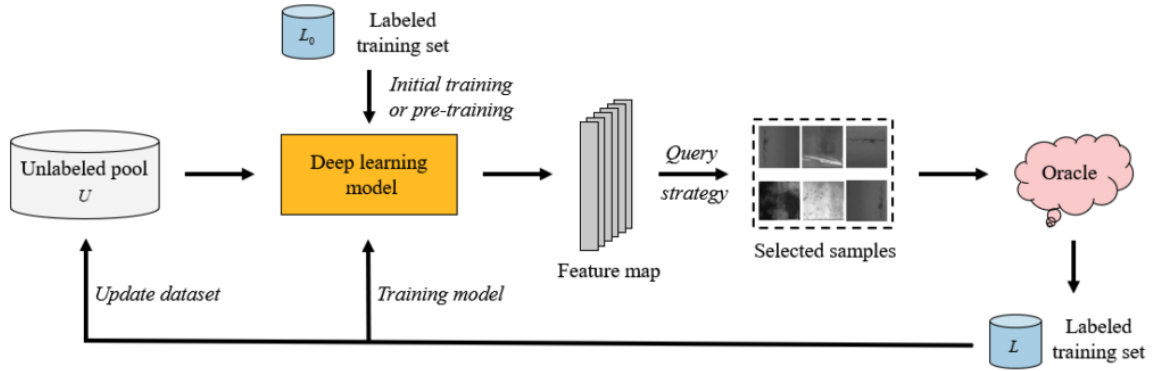 L₀
Labeled
training set
Initial training
or pre-training
Unlabeled pool
U
Deep learning
model
Feature map
Query
strategy
Selected samples
Oracle
Update dataset
Training model
L
Labeled
training set